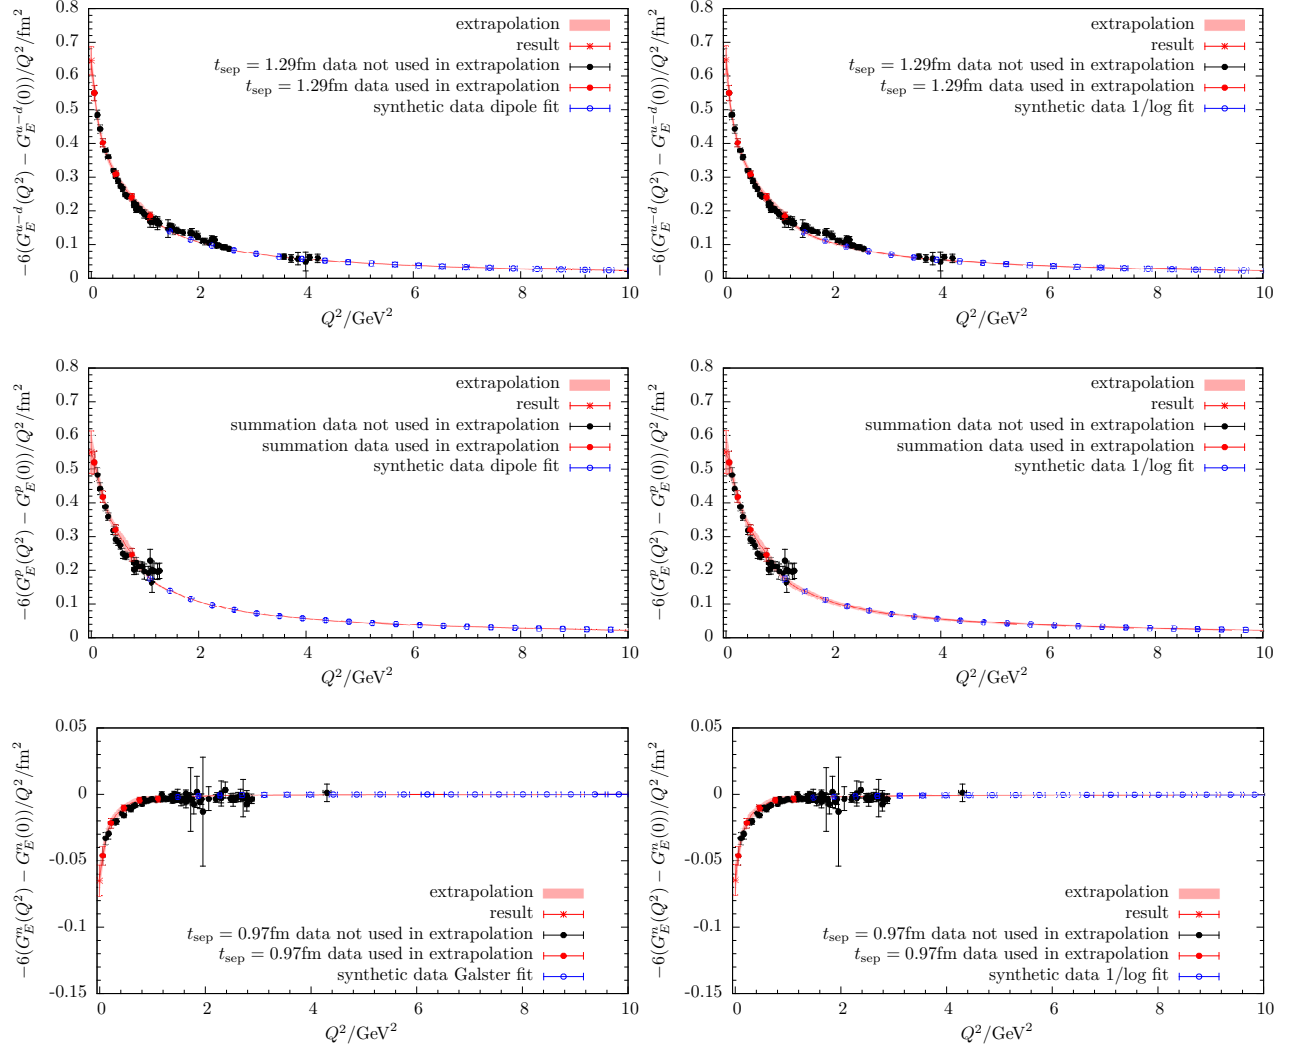 0.8
0.7
0.6
0.5
0.4
0.3
0.2
0.1
0
0 2 4 6 8 10
−6(G_E^{u−d}(Q²) − G_E^{u−d}(0))/Q²/fm²
Q²/GeV²
extrapolation
result
t_sep = 1.29fm data not used in extrapolation
t_sep = 1.29fm data used in extrapolation
synthetic data dipole fit
0.8
0.7
0.6
0.5
0.4
0.3
0.2
0.1
0
0 2 4 6 8 10
−6(G_E^{u−d}(Q²) − G_E^{u−d}(0))/Q²/fm²
Q²/GeV²
extrapolation
result
t_sep = 1.29fm data not used in extrapolation
t_sep = 1.29fm data used in extrapolation
synthetic data 1/log fit
0.8
0.7
0.6
0.5
0.4
0.3
0.2
0.1
0
0 2 4 6 8 10
−6(G_E^p(Q²) − G_E^p(0))/Q²/fm²
Q²/GeV²
extrapolation
result
summation data not used in extrapolation
summation data used in extrapolation
synthetic data dipole fit
0.8
0.7
0.6
0.5
0.4
0.3
0.2
0.1
0
0 2 4 6 8 10
−6(G_E^p(Q²) − G_E^p(0))/Q²/fm²
Q²/GeV²
extrapolation
result
summation data not used in extrapolation
summation data used in extrapolation
synthetic data 1/log fit
0.05
0
-0.05
-0.1
-0.15
0 2 4 6 8 10
−6(G_E^n(Q²) − G_E^n(0))/Q²/fm²
Q²/GeV²
extrapolation
result
t_sep = 0.97fm data not used in extrapolation
t_sep = 0.97fm data used in extrapolation
synthetic data Galster fit
0.05
0
-0.05
-0.1
-0.15
0 2 4 6 8 10
−6(G_E^n(Q²) − G_E^n(0))/Q²/fm²
Q²/GeV²
extrapolation
result
t_sep = 0.97fm data not used in extrapolation
t_sep = 0.97fm data used in extrapolation
synthetic data 1/log fit